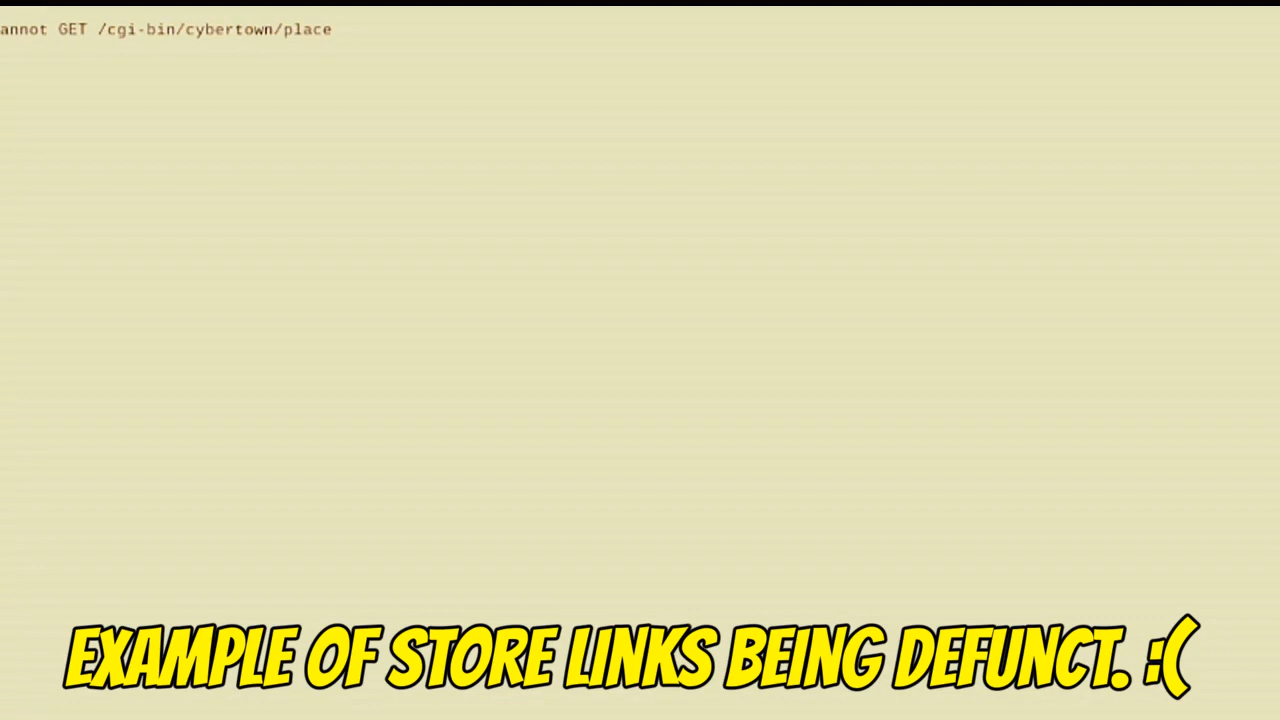 annot GET /cgi-bin/cybertown/place
EXAMPLE OF STORE LINKS BEING DEFUNCT. :(